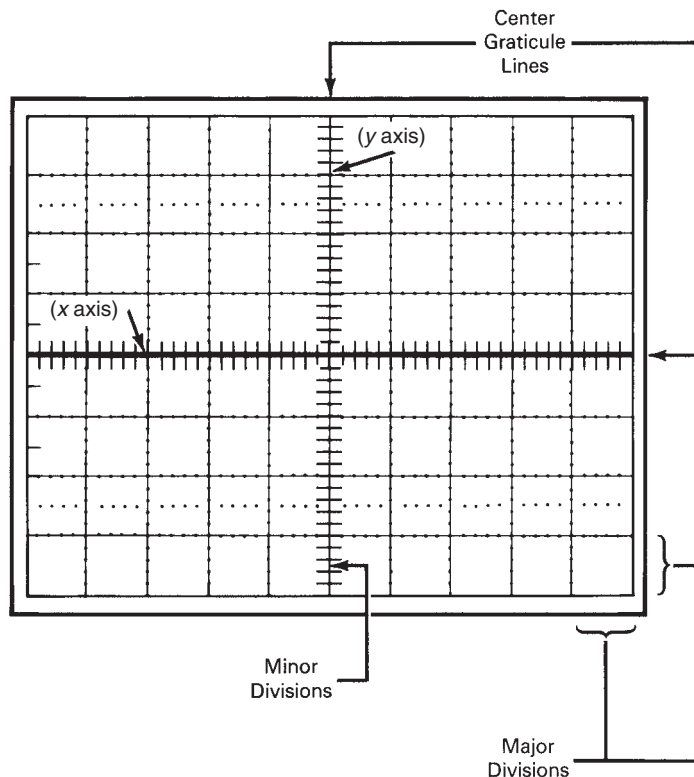 Center
Graticule
Lines
(y axis)
(x axis)
Minor
Divisions
Major
Divisions